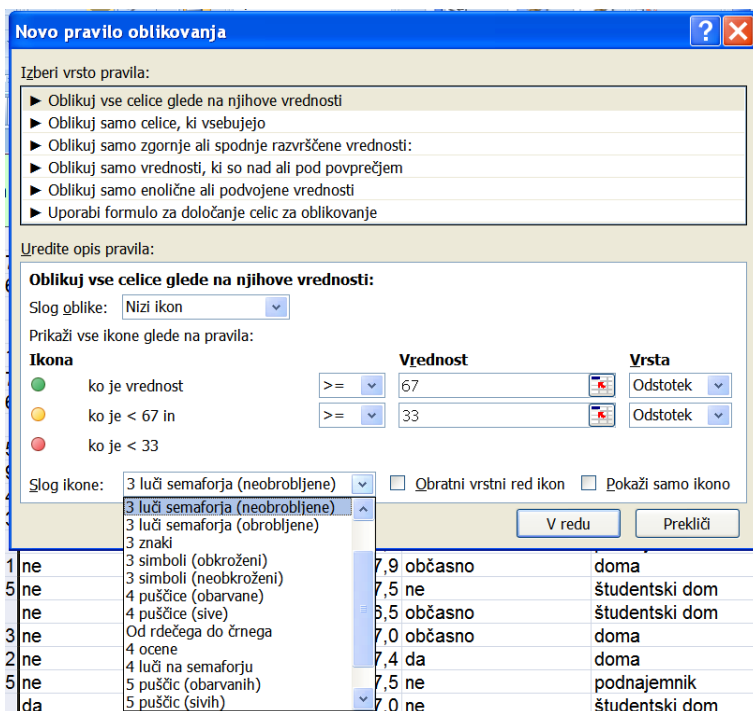 Novo pravilo oblikovanja
Izberi vrsto pravila:
► Oblikuj vse celice glede na njihove vrednosti
► Oblikuj samo celice, ki vsebujejo
► Oblikuj samo zgornje ali spodnje razvrščene vrednosti:
► Oblikuj samo vrednosti, ki so nad ali pod povprečjem
► Oblikuj samo enolične ali podvojene vrednosti
► Uporabi formulo za določanje celic za oblikovanje
Uredite opis pravila:
Oblikuj vse celice glede na njihove vrednosti:
Slog oblike: Nizi ikon
Prikaži vse ikone glede na pravila:
Ikona Vrednost Vrsta
ko je vrednost >= 67 Odstotek
ko je < 67 in >= 33 Odstotek
ko je < 33
Slog ikone: 3 luči semaforja (neobrobljene) Obratni vrstni red ikon Pokaži samo ikono
3 luči semaforja (neobrobljene)
3 luči semaforja (obrobljene)
3 znaki
3 simboli (obkroženi)
3 simboli (neobkroženi)
4 puščice (obarvane)
4 puščice (sive)
Od rdečega do črnega
4 ocene
4 luči na semaforju
5 puščic (obarvanih)
5 puščic (sivih)
V redu Prekliči
1 ne 7,9 občasno doma
5 ne 7,5 ne študentski dom
ne 6,5 občasno študentski dom
3 ne 7,0 občasno doma
2 ne 7,4 da doma
5 ne 7,5 ne podnajemnik
da 7,0 ne študentski dom